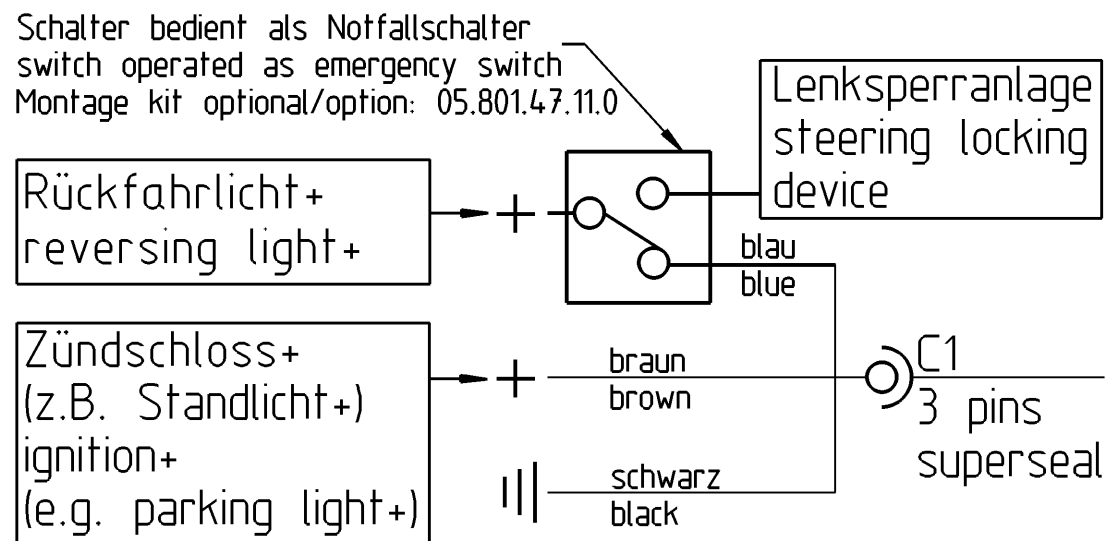 Schalter bedient als Notfallschalter
switch operated as emergency switch
Montage kit optional/option: 05.801.47.11.0
Lenksperranlage
steering locking
device
Rückfahrlicht+
reversing light+
+
blau
blue
Zündschloss+
(z.B. Standlicht+)
ignition+
(e.g. parking light+)
+
braun
brown
C1
3 pins
superseal
schwarz
black